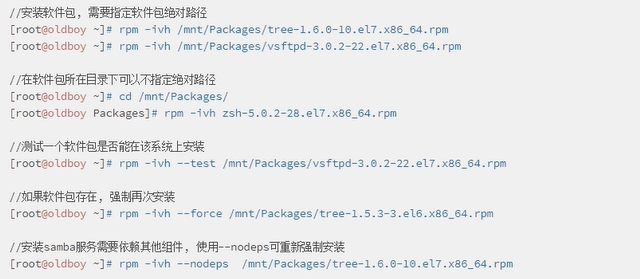 //安装软件包, 需要指定软件包绝对路径
[root@oldboy ~]# rpm -ivh /mnt/Packages/tree-1.6.0-10.el7.x86_64.rpm
[root@oldboy ~]# rpm -ivh /mnt/Packages/vsftpd-3.0.2-22.el7.x86_64.rpm
//在软件包所在目录下可以不指定绝对路径
[root@oldboy ~]# cd /mnt/Packages/
[root@oldboy Packages]# rpm -ivh zsh-5.0.2-28.el7.x86_64.rpm
//测试一个软件包是否能在该系统上安装
[root@oldboy ~]# rpm -ivh --test /mnt/Packages/vsftpd-3.0.2-22.el7.x86_64.rpm
//如果软件包存在, 强制再次安装
[root@oldboy ~]# rpm -ivh --force /mnt/Packages/tree-1.5.3-3.el6.x86_64.rpm
//安装samba服务需要依赖其他组件, 使用--nodeps可重新强制安装
[root@oldboy ~]# rpm -ivh --nodeps  /mnt/Packages/tree-1.6.0-10.el7.x86_64.rpm